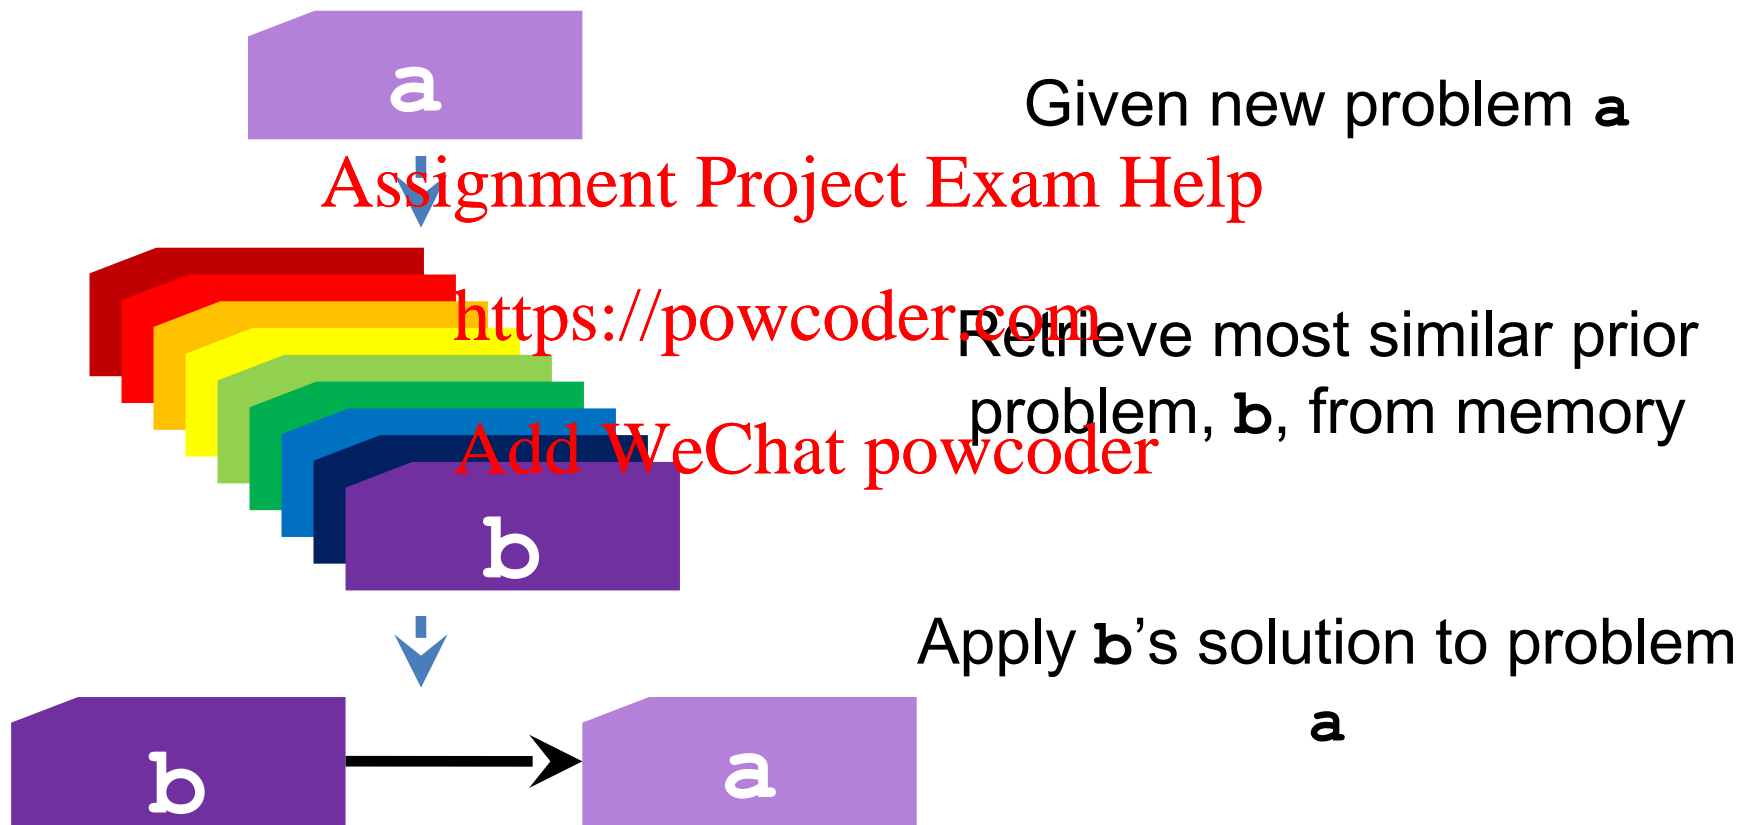 a
Given new problem a
Assignment Project Exam Help
https://powcoder.com
Retrieve most similar prior
problem, b, from memory
Add WeChat powcoder
b
Apply b’s solution to problem
a
b
a